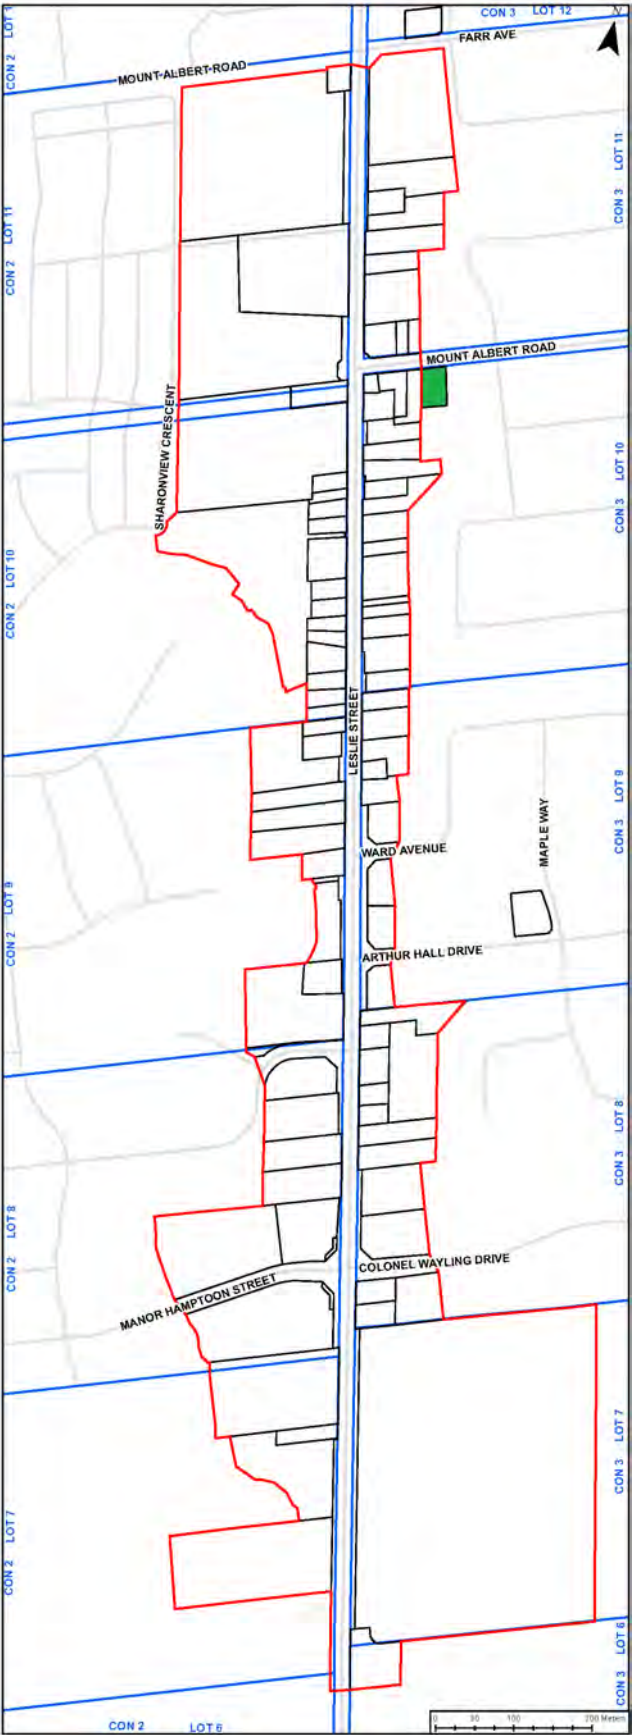 CON 3 LOT 12
N
CON 2 LOT 1
FARR AVE
MOUNT-ALBERT-ROAD
CON 3 LOT 11
CON 2 LOT 11
MOUNT ALBERT ROAD
SHARONVIEW CRESCENT
CON 3 LOT 10
CON 2 LOT 10
LESLIE STREET
CON 3 LOT 9
MAPLE WAY
WARD AVENUE
CON 2 LOT 9
ARTHUR HALL DRIVE
CON 3 LOT 8
CON 2 LOT 8
COLONEL WAYLING DRIVE
MANOR HAMPTOON STREET
CON 3 LOT 7
CON 2 LOT 7
CON 3 LOT 6
CON 2 LOT 6
0 50 100 200 Meters